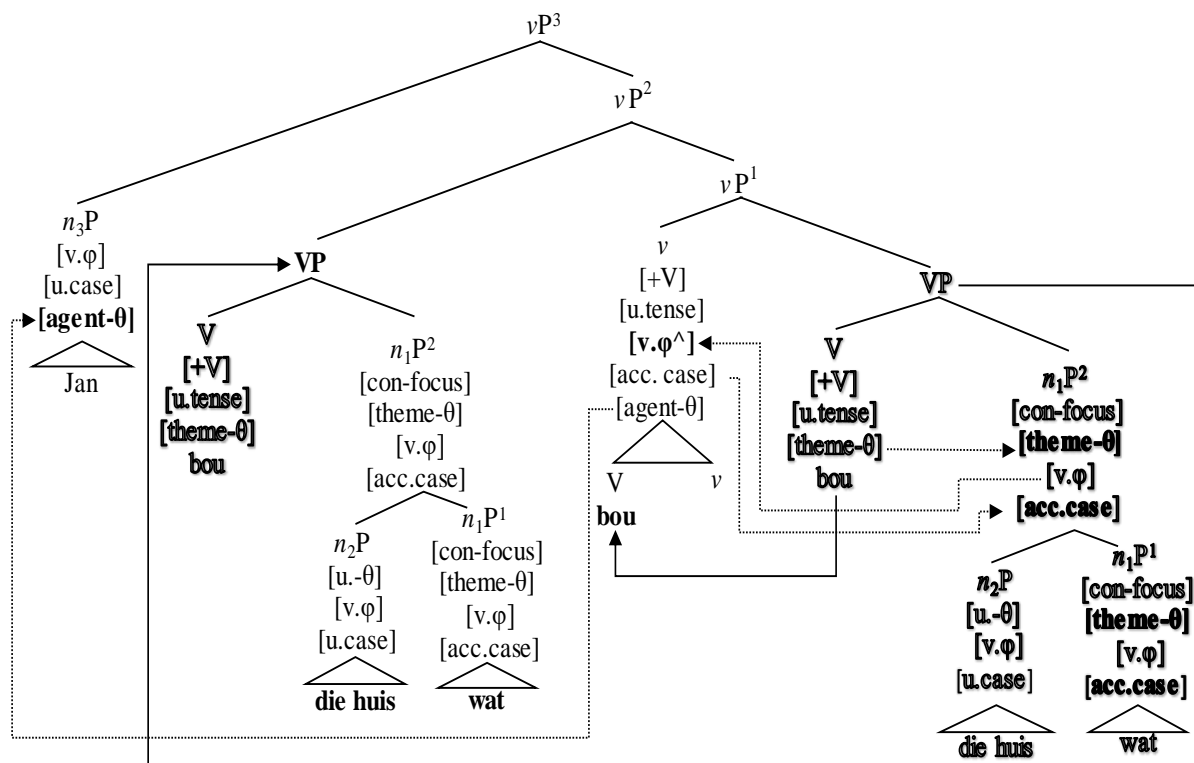 vP³
vP²
vP¹
n₃P
[v.φ]
[u.case]
[agent-θ]
Jan
VP
V
[+V]
[u.tense]
[theme-θ]
bou
n₁P²
[con-focus]
[theme-θ]
[v.φ]
[acc.case]
n₂P
[u.-θ]
[v.φ]
[u.case]
die huis
n₁P¹
[con-focus]
[theme-θ]
[v.φ]
[acc.case]
wat
v
[+V]
[u.tense]
[v.φ^]
[acc. case]
[agent-θ]
V v
bou
VP
V
[+V]
[u.tense]
[theme-θ]
bou
n₁P²
[con-focus]
[theme-θ]
[v.φ]
[acc.case]
n₂P
[u.-θ]
[v.φ]
[u.case]
die huis
n₁P¹
[con-focus]
[theme-θ]
[v.φ]
[acc.case]
wat